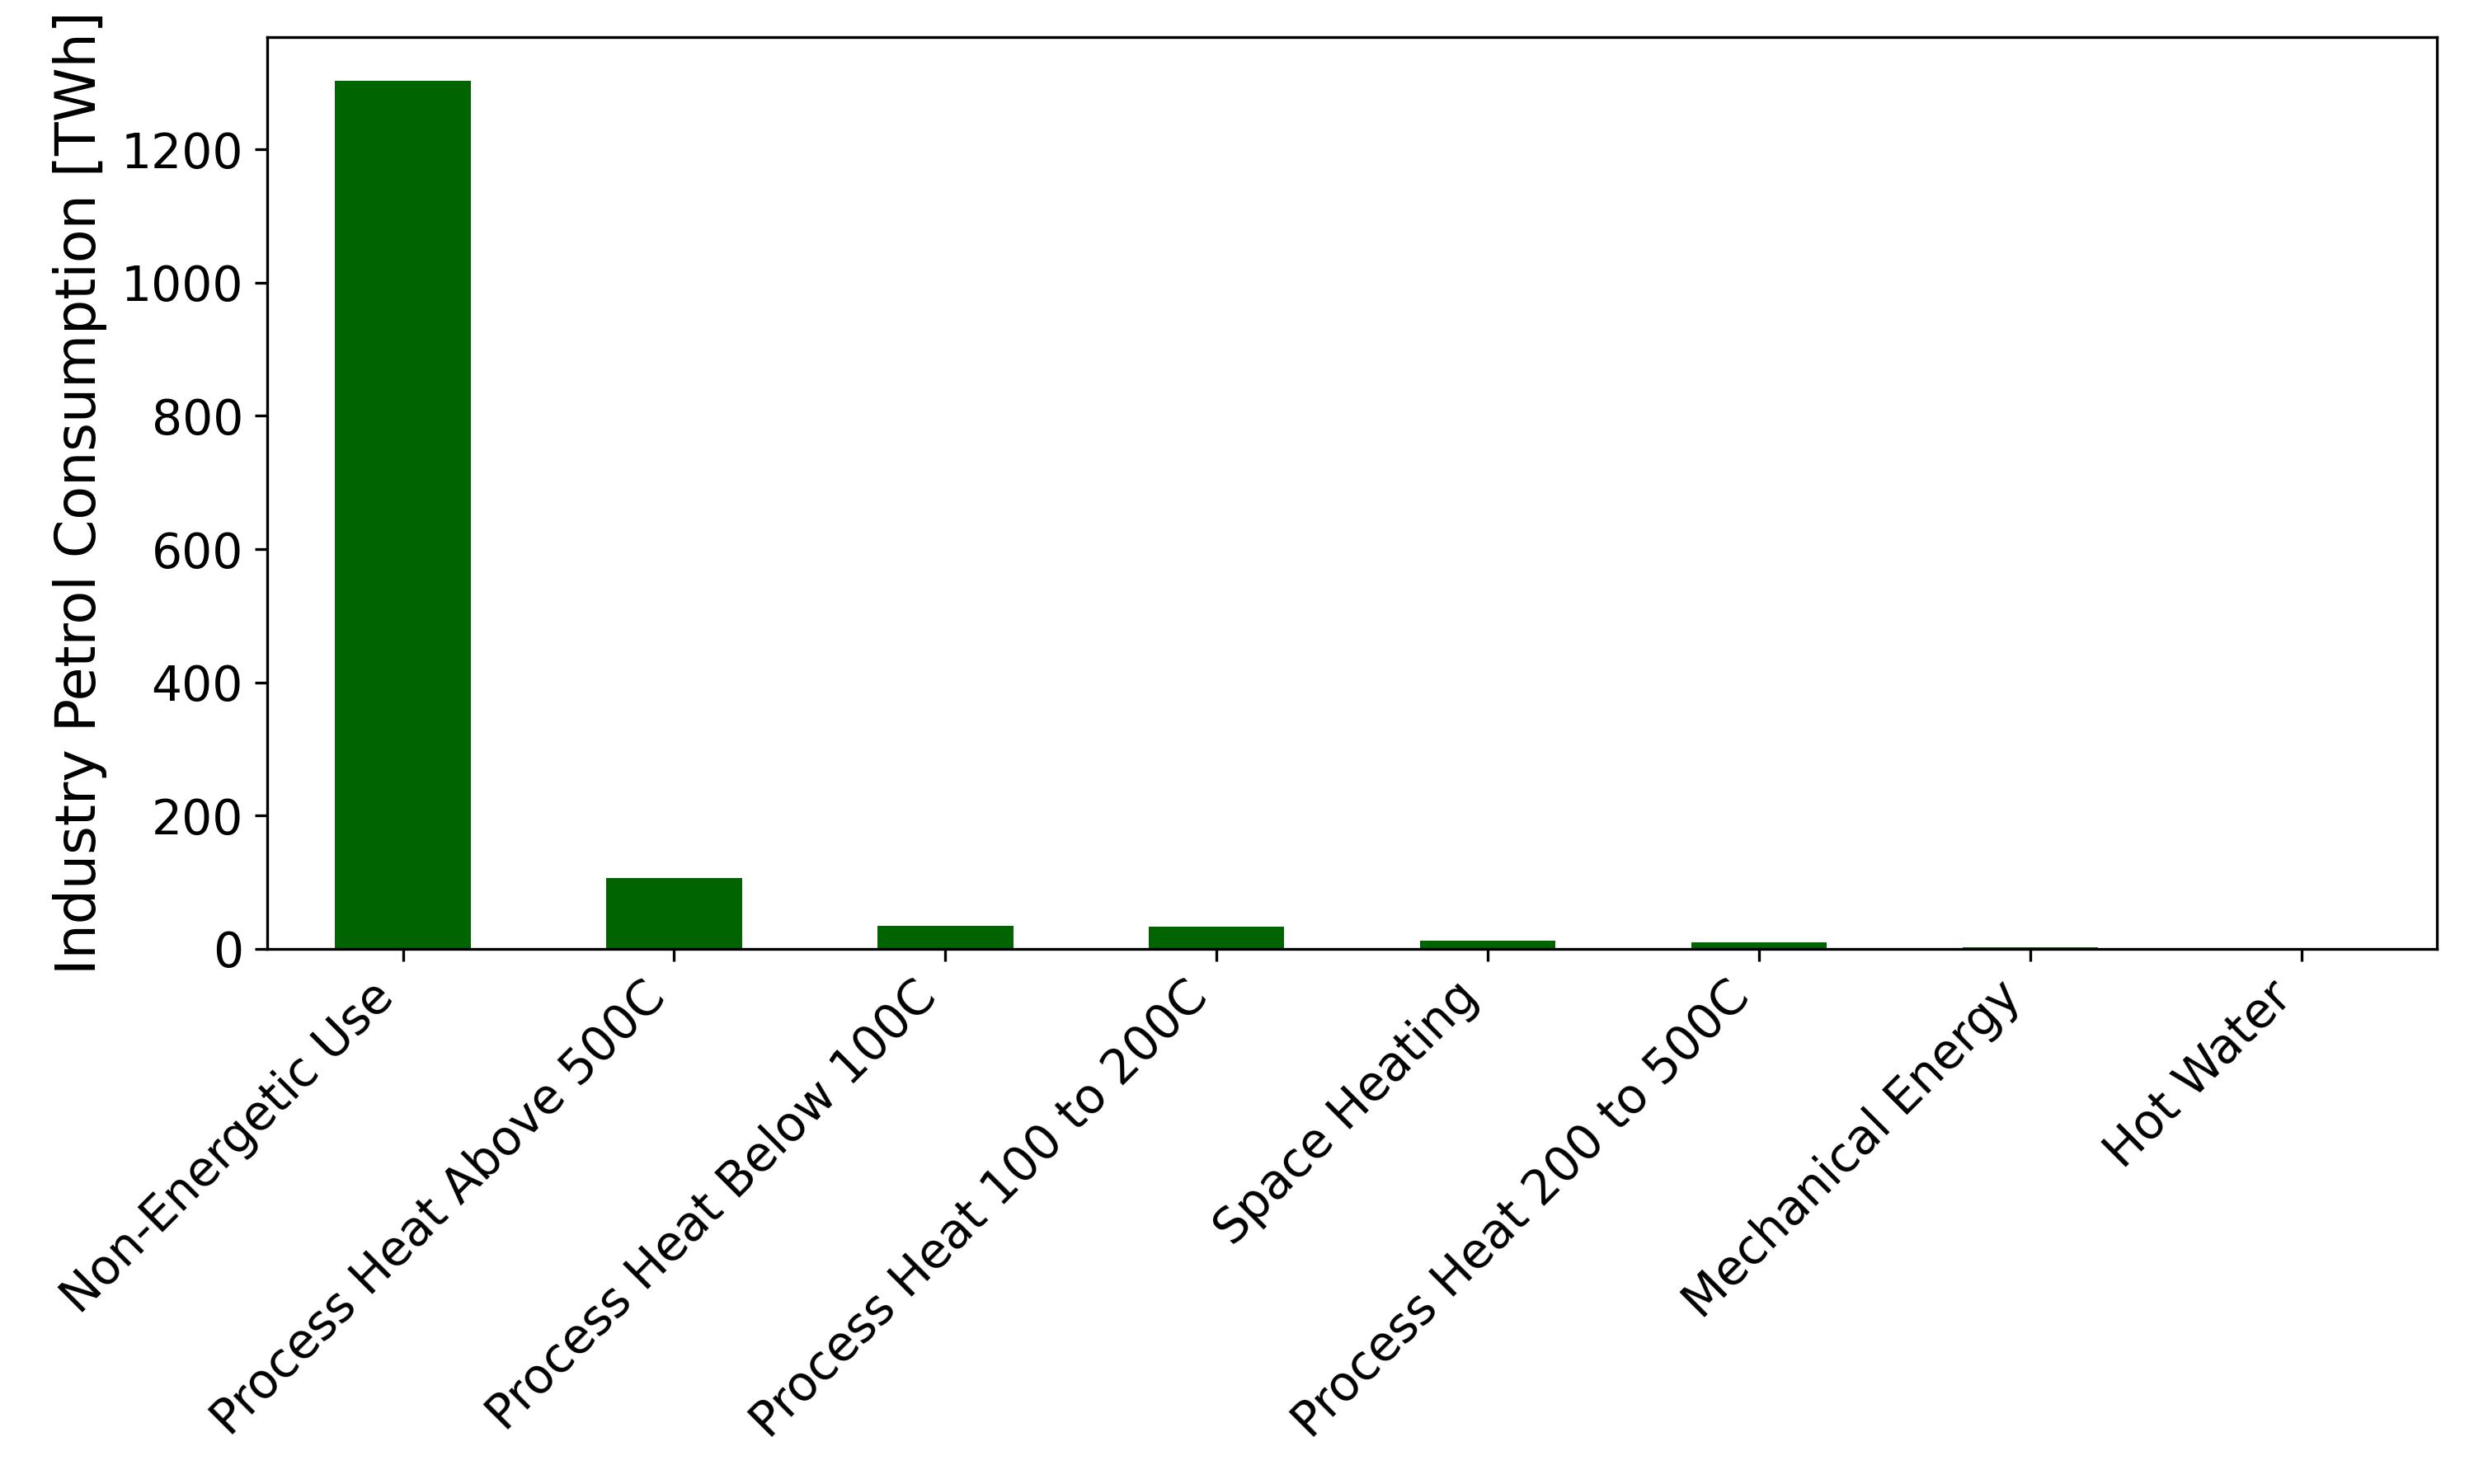 Industry Petrol Consumption [TWh]
1200
1000
800
600
400
200
0
Non-Energetic Use
Process Heat Above 500C
Process Heat Below 100C
Process Heat 100 to 200C
Space Heating
Process Heat 200 to 500C
Mechanical Energy
Hot Water